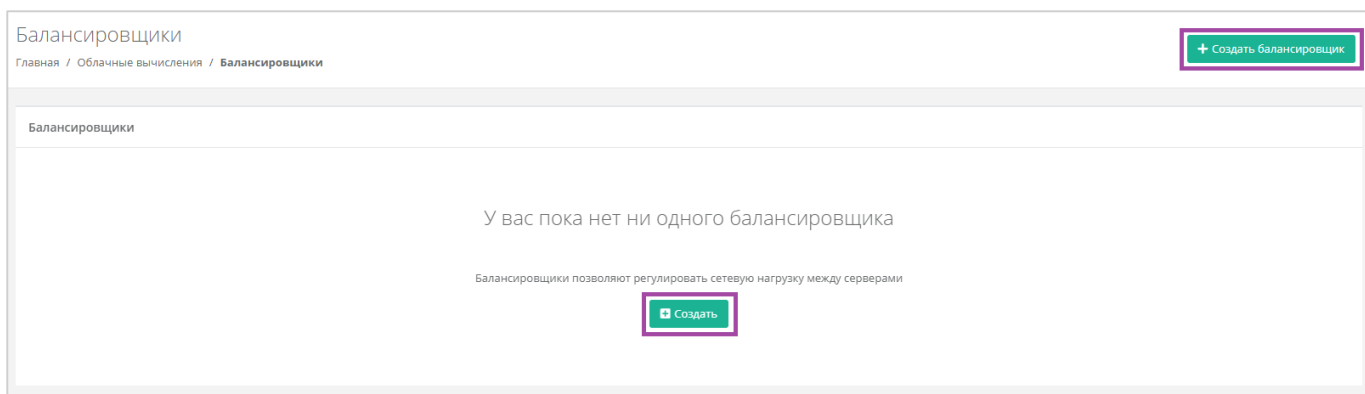 Балансировщики
+ Создать балансировщик
Главная / Облачные вычисления / Балансировщики
Балансировщики
У вас пока нет ни одного балансировщика
Балансировщики позволяют регулировать сетевую нагрузку между серверами
Создать